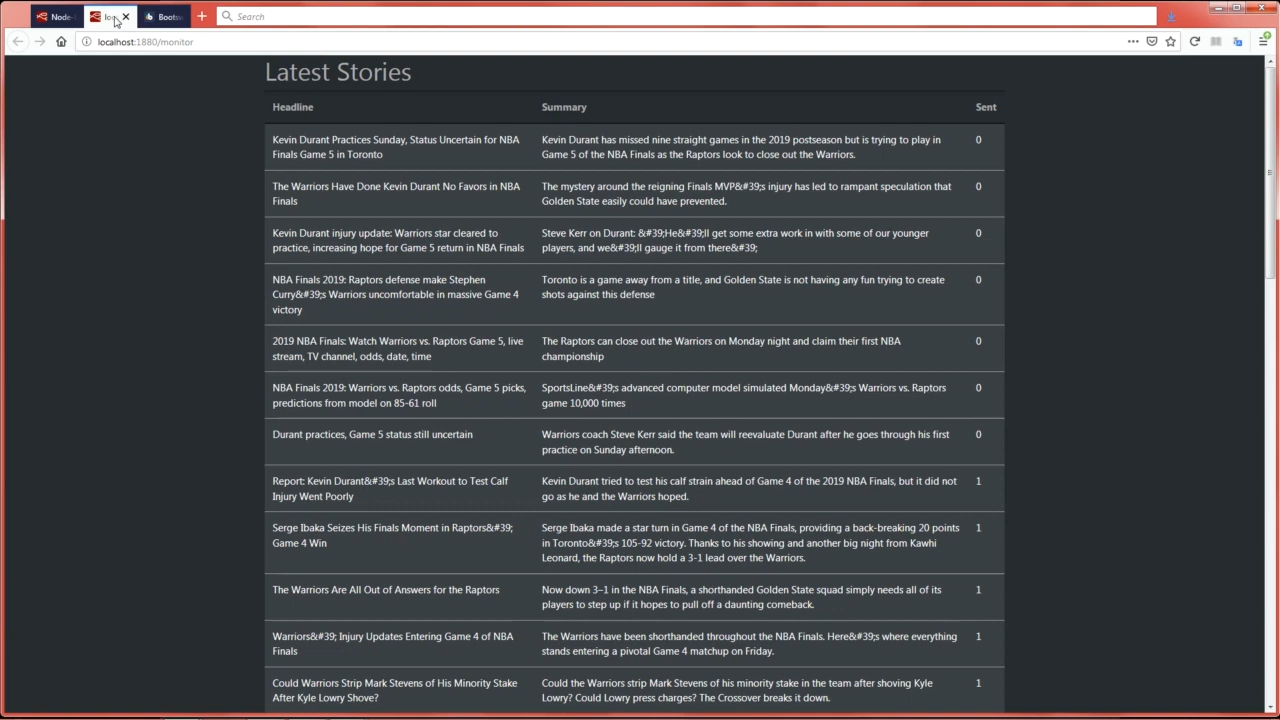 Node-
loc
Boots
Search
localhost:1880/monitor
Latest Stories
Headline Summary Sent
Kevin Durant Practices Sunday, Status Uncertain for NBA
Finals Game 5 in Toronto
Kevin Durant has missed nine straight games in the 2019 postseason but is trying to play in
Game 5 of the NBA Finals as the Raptors look to close out the Warriors.
0
The Warriors Have Done Kevin Durant No Favors in NBA
Finals
The mystery around the reigning Finals MVP&#39;s injury has led to rampant speculation that
Golden State easily could have prevented.
0
Kevin Durant injury update: Warriors star cleared to
practice, increasing hope for Game 5 return in NBA Finals
Steve Kerr on Durant: &#39;He&#39;ll get some extra work in with some of our younger
players, and we&#39;ll gauge it from there&#39;
0
NBA Finals 2019: Raptors defense make Stephen
Curry&#39;s Warriors uncomfortable in massive Game 4
victory
Toronto is a game away from a title, and Golden State is not having any fun trying to create
shots against this defense
0
2019 NBA Finals: Watch Warriors vs. Raptors Game 5, live
stream, TV channel, odds, date, time
The Raptors can close out the Warriors on Monday night and claim their first NBA
championship
0
NBA Finals 2019: Warriors vs. Raptors odds, Game 5 picks,
predictions from model on 85-61 roll
SportsLine&#39;s advanced computer model simulated Monday&#39;s Warriors vs. Raptors
game 10,000 times
0
Durant practices, Game 5 status still uncertain
Warriors coach Steve Kerr said the team will reevaluate Durant after he goes through his first
practice on Sunday afternoon.
0
Report: Kevin Durant&#39;s Last Workout to Test Calf
Injury Went Poorly
Kevin Durant tried to test his calf strain ahead of Game 4 of the 2019 NBA Finals, but it did not
go as he and the Warriors hoped.
1
Serge Ibaka Seizes His Finals Moment in Raptors&#39;
Game 4 Win
Serge Ibaka made a star turn in Game 4 of the NBA Finals, providing a back-breaking 20 points
in Toronto&#39;s 105-92 victory. Thanks to his showing and another big night from Kawhi
Leonard, the Raptors now hold a 3-1 lead over the Warriors.
1
The Warriors Are All Out of Answers for the Raptors
Now down 3–1 in the NBA Finals, a shorthanded Golden State squad simply needs all of its
players to step up if it hopes to pull off a daunting comeback.
1
Warriors&#39; Injury Updates Entering Game 4 of NBA
Finals
The Warriors have been shorthanded throughout the NBA Finals. Here&#39;s where everything
stands entering a pivotal Game 4 matchup on Friday.
1
Could Warriors Strip Mark Stevens of His Minority Stake
After Kyle Lowry Shove?
Could the Warriors strip Mark Stevens of his minority stake in the team after shoving Kyle
Lowry? Could Lowry press charges? The Crossover breaks it down.
1